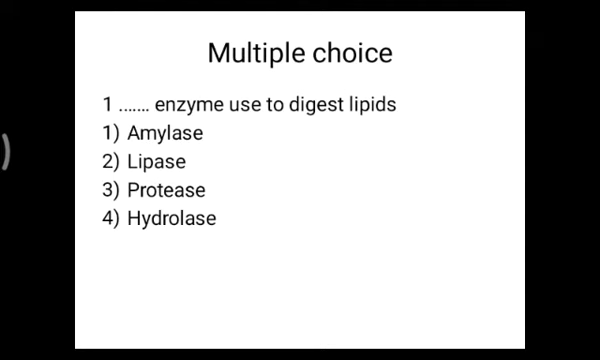 Multiple choice
1 ....... enzyme use to digest lipids
1) Amylase
2) Lipase
3) Protease
4) Hydrolase